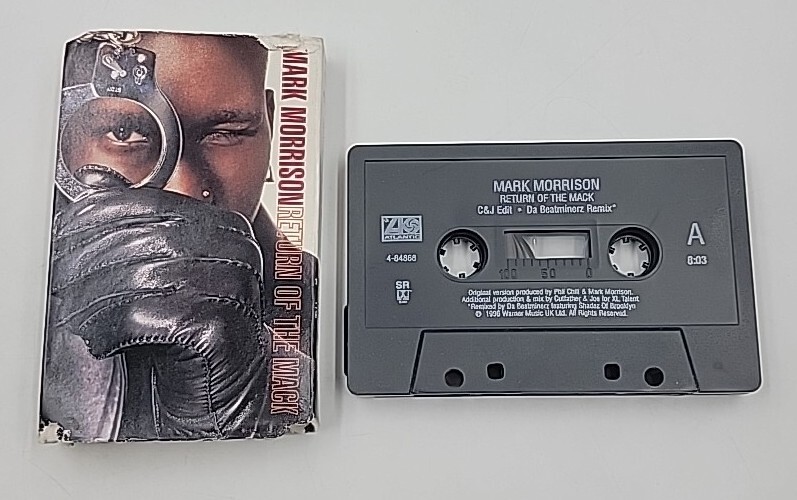 MARK MORRISON RETURN OF THE MACK
MARK MORRISON
RETURN OF THE MACK
C&J Edit • Da Beatminerz Remix*
ATLANTIC
4-84868
A
6:03
100 50 0
SR
Original version produced by Phil Chill & Mark Morrison.
Additional production & mix by Cutfather & Joe for XL Talent
*Remixed by Da Beatminerz featuring Shadez Of Brooklyn
© 1996 Warner Music UK Ltd. All Rights Reserved.